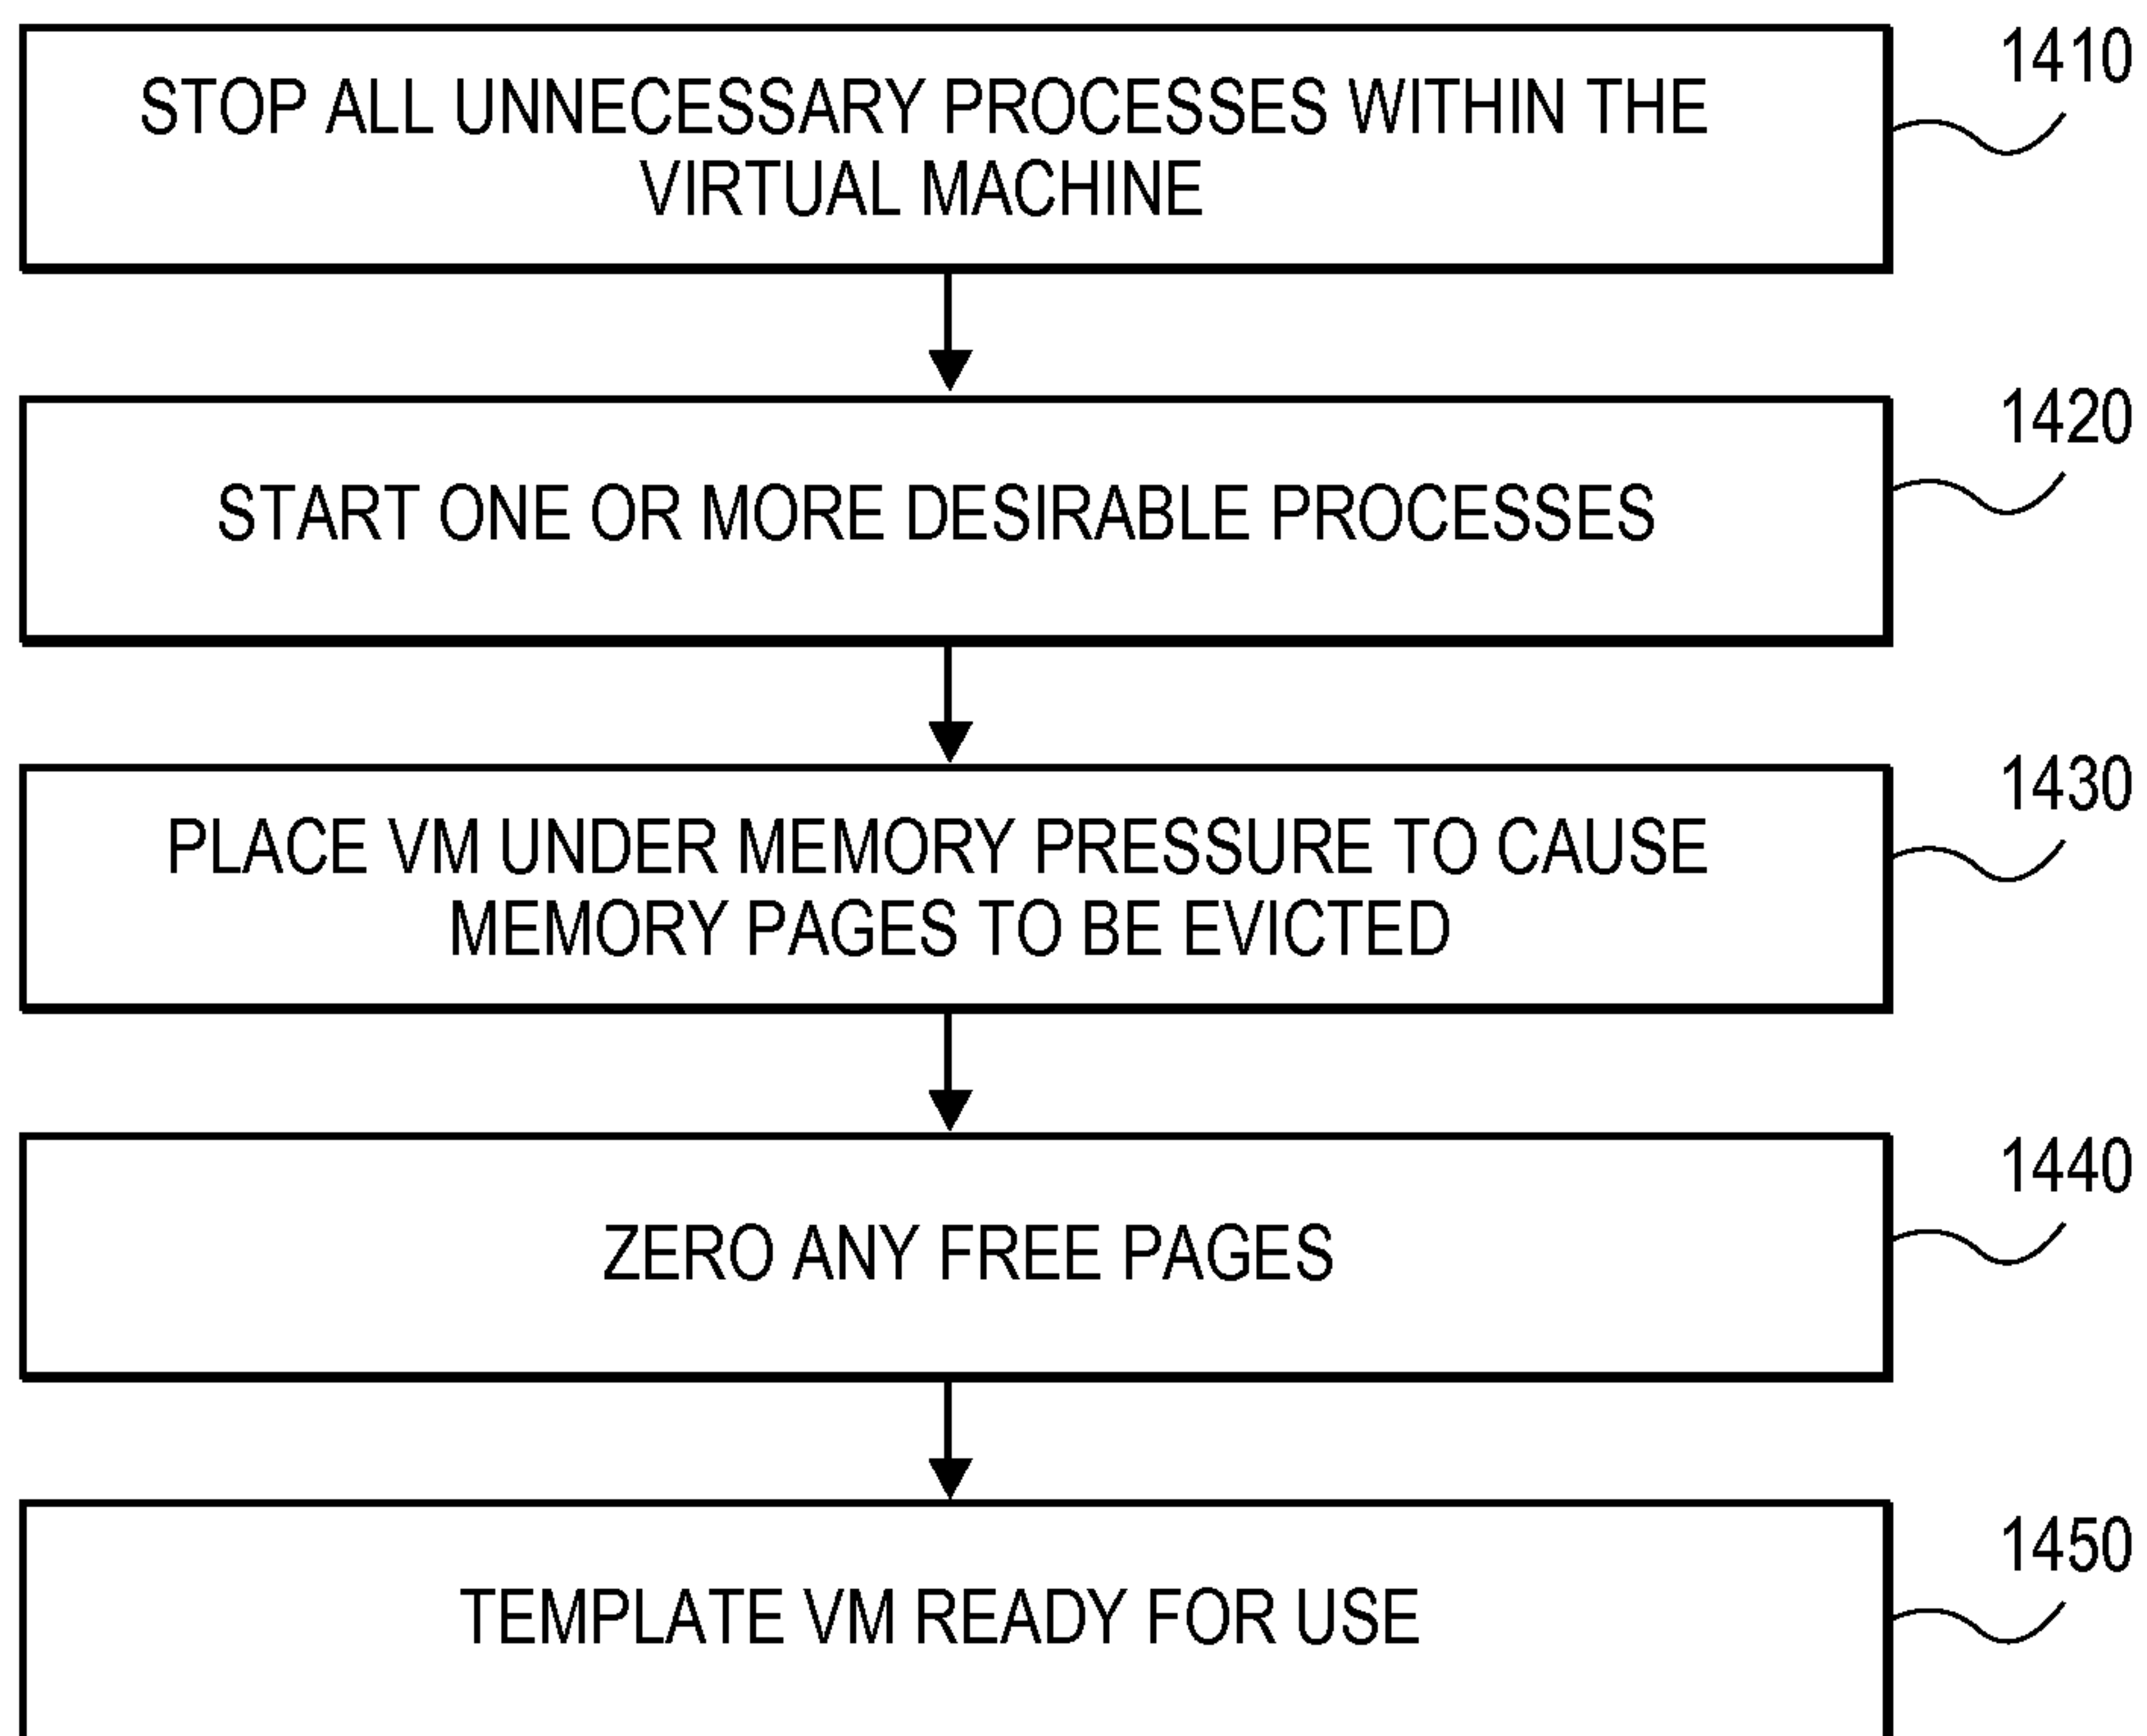 1410
STOP ALL UNNECESSARY PROCESSES WITHIN THE
VIRTUAL MACHINE
1420
START ONE OR MORE DESIRABLE PROCESSES
1430
PLACE VM UNDER MEMORY PRESSURE TO CAUSE
MEMORY PAGES TO BE EVICTED
1440
ZERO ANY FREE PAGES
1450
TEMPLATE VM READY FOR USE